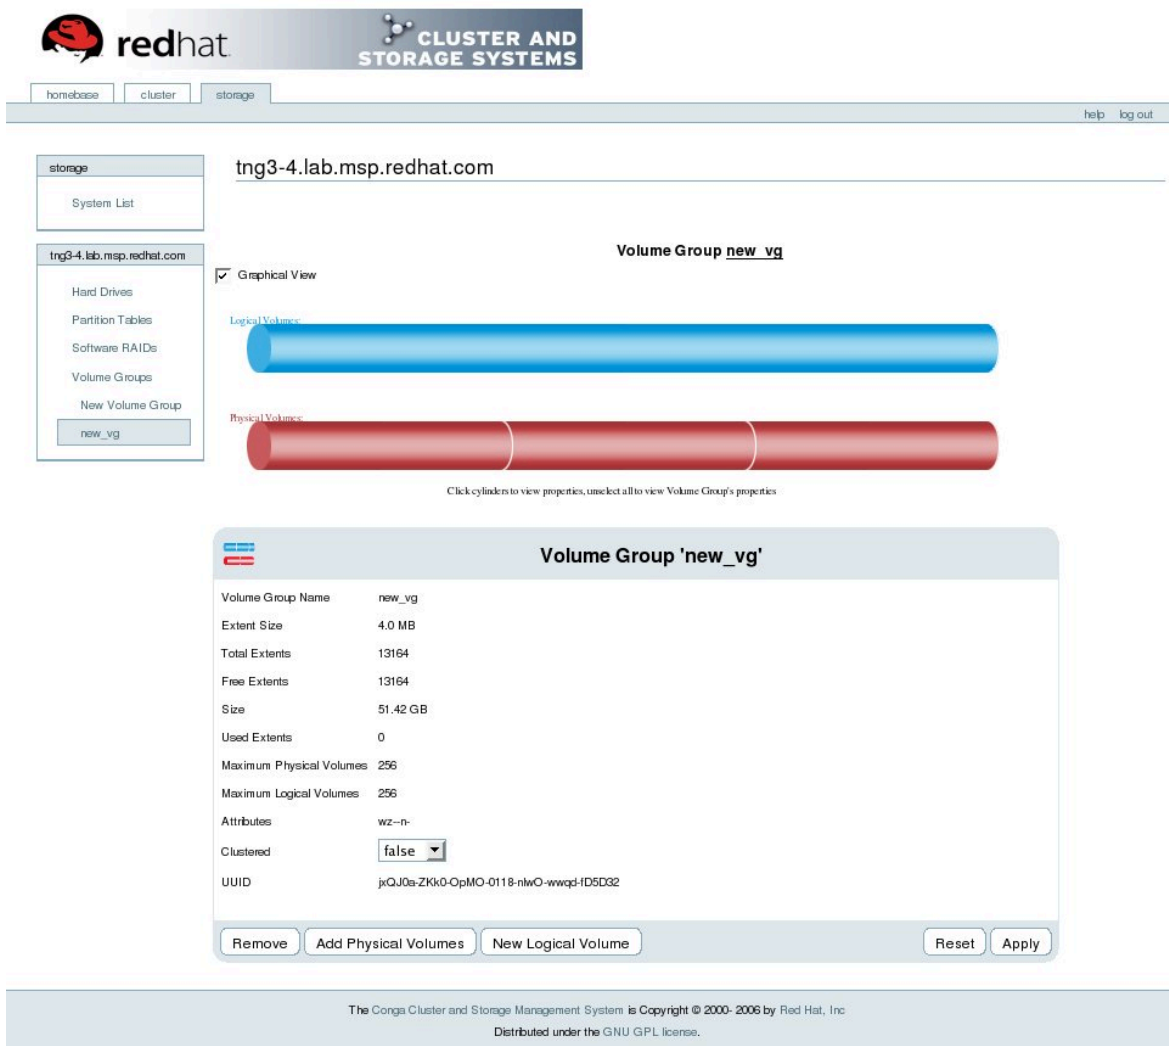 redhat.
CLUSTER AND
STORAGE SYSTEMS
homebase
cluster
storage
help
log out
storage
System List
tng3-4.lab.msp.redhat.com
Hard Drives
Partition Tables
Software RAIDs
Volume Groups
New Volume Group
new_vg
tng3-4.lab.msp.redhat.com
Volume Group new_vg
Graphical View
Logical Volumes:
Physical Volumes:
Click cylinders to view properties, unselect all to view Volume Group's properties
Volume Group 'new_vg'
Volume Group Name new_vg
Extent Size 4.0 MB
Total Extents 13164
Free Extents 13164
Size 51.42 GB
Used Extents 0
Maximum Physical Volumes 256
Maximum Logical Volumes 256
Attributes wz--n-
Clustered false
UUID jxQJ0a-ZKk0-OpMO-0118-nlwO-wwqd-fD5D32
Remove
Add Physical Volumes
New Logical Volume
Reset
Apply
The Conga Cluster and Storage Management System is Copyright © 2000- 2006 by Red Hat, Inc
Distributed under the GNU GPL license.